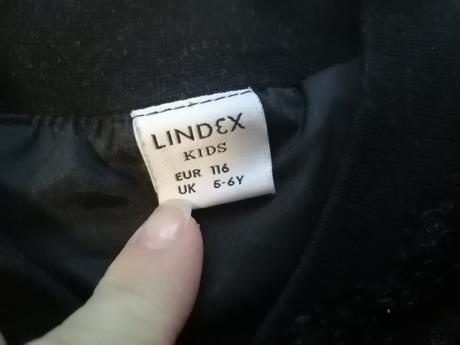 LINDEX
KIDS
EUR 116
UK 5-6Y